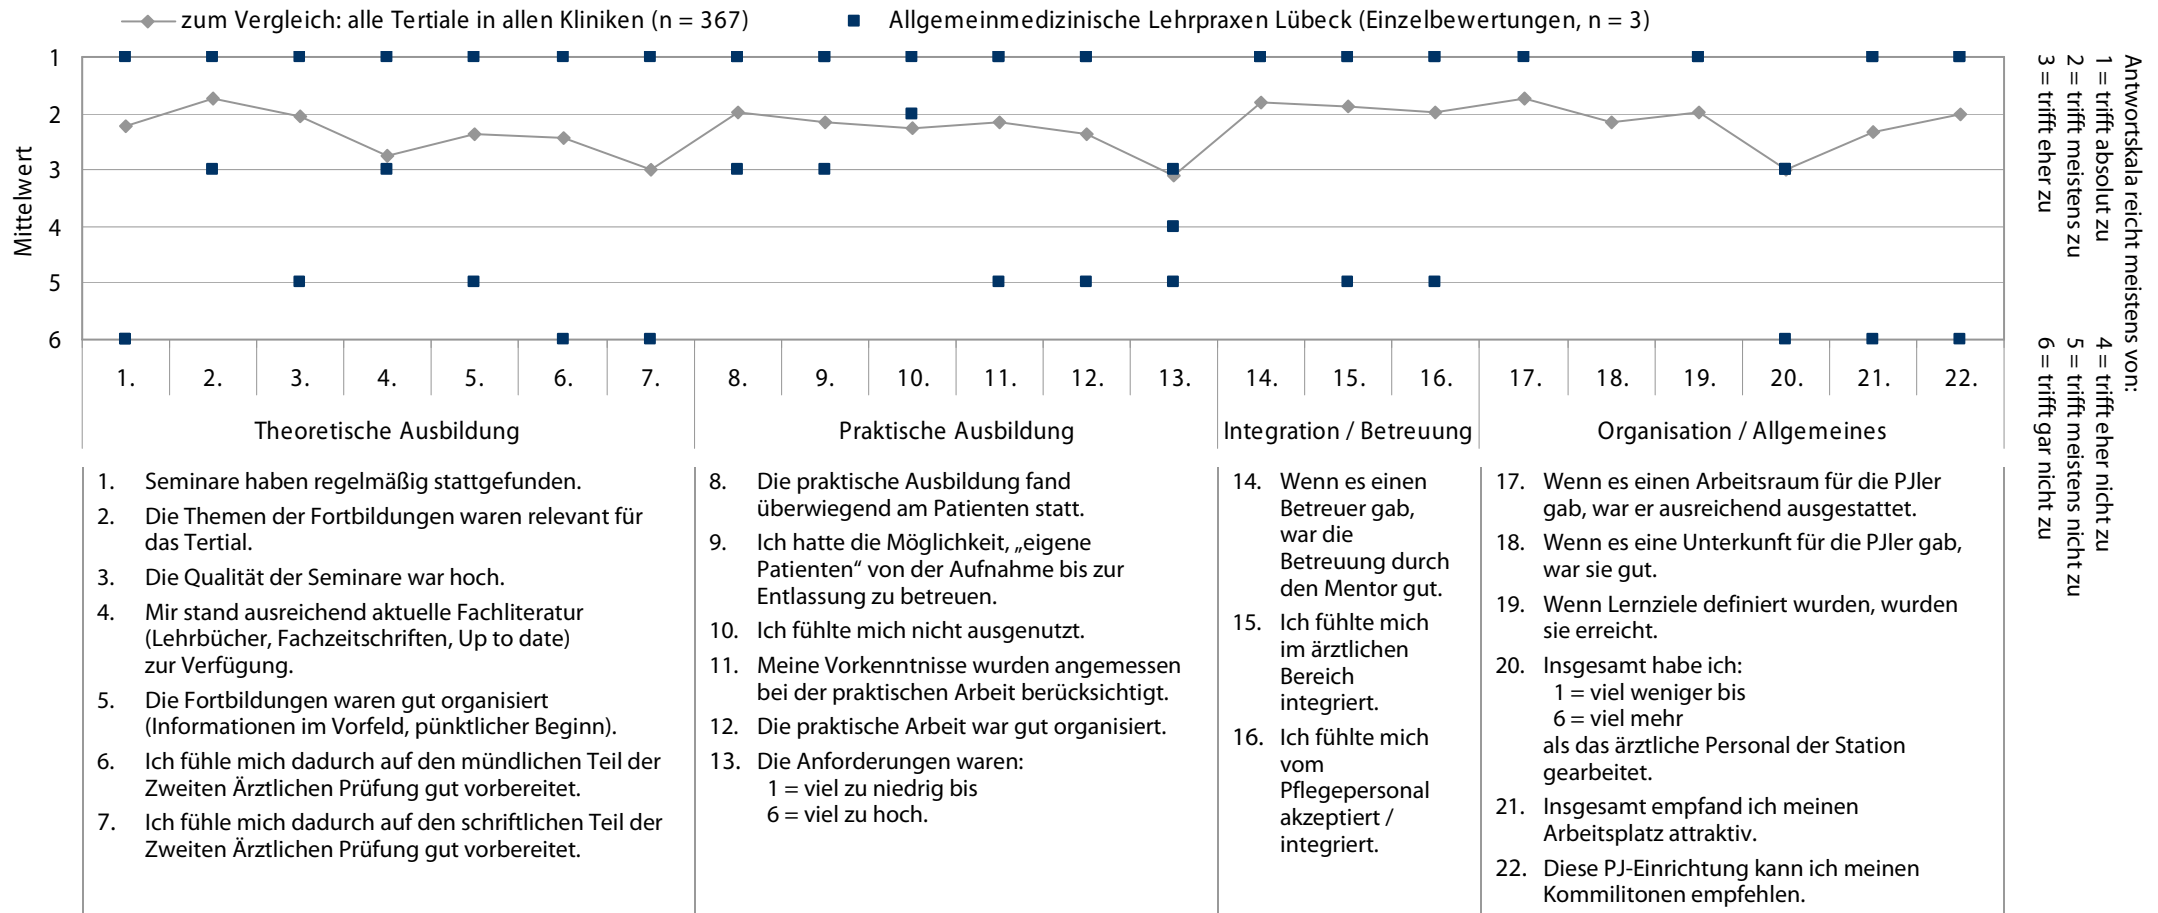 zum Vergleich: alle Tertiale in allen Kliniken (n = 367)
Allgemeinmedizinische Lehrpraxen Lübeck (Einzelbewertungen, n = 3)
Mittelwert
1
2
3
4
5
6
1. 2. 3. 4. 5. 6. 7. 8. 9. 10. 11. 12. 13. 14. 15. 16. 17. 18. 19. 20. 21. 22.
Theoretische Ausbildung
Praktische Ausbildung
Integration / Betreuung
Organisation / Allgemeines
1. Seminare haben regelmäßig stattgefunden.
2. Die Themen der Fortbildungen waren relevant für
das Tertial.
3. Die Qualität der Seminare war hoch.
4. Mir stand ausreichend aktuelle Fachliteratur
(Lehrbücher, Fachzeitschriften, Up to date)
zur Verfügung.
5. Die Fortbildungen waren gut organisiert
(Informationen im Vorfeld, pünktlicher Beginn).
6. Ich fühle mich dadurch auf den mündlichen Teil der
Zweiten Ärztlichen Prüfung gut vorbereitet.
7. Ich fühle mich dadurch auf den schriftlichen Teil der
Zweiten Ärztlichen Prüfung gut vorbereitet.
8. Die praktische Ausbildung fand
überwiegend am Patienten statt.
9. Ich hatte die Möglichkeit, „eigene
Patienten“ von der Aufnahme bis zur
Entlassung zu betreuen.
10. Ich fühlte mich nicht ausgenutzt.
11. Meine Vorkenntnisse wurden angemessen
bei der praktischen Arbeit berücksichtigt.
12. Die praktische Arbeit war gut organisiert.
13. Die Anforderungen waren:
1 = viel zu niedrig bis
6 = viel zu hoch.
14. Wenn es einen
Betreuer gab,
war die
Betreuung durch
den Mentor gut.
15. Ich fühlte mich
im ärztlichen
Bereich
integriert.
16. Ich fühlte mich
vom
Pflegepersonal
akzeptiert /
integriert.
17. Wenn es einen Arbeitsraum für die PJler
gab, war er ausreichend ausgestattet.
18. Wenn es eine Unterkunft für die PJler gab,
war sie gut.
19. Wenn Lernziele definiert wurden, wurden
sie erreicht.
20. Insgesamt habe ich:
1 = viel weniger bis
6 = viel mehr
als das ärztliche Personal der Station
gearbeitet.
21. Insgesamt empfand ich meinen
Arbeitsplatz attraktiv.
22. Diese PJ-Einrichtung kann ich meinen
Kommilitonen empfehlen.
Antwortskala reicht meistens von:
1 = trifft absolut zu
2 = trifft meistens zu
3 = trifft eher zu
4 = trifft eher nicht zu
5 = trifft meistens nicht zu
6 = trifft gar nicht zu